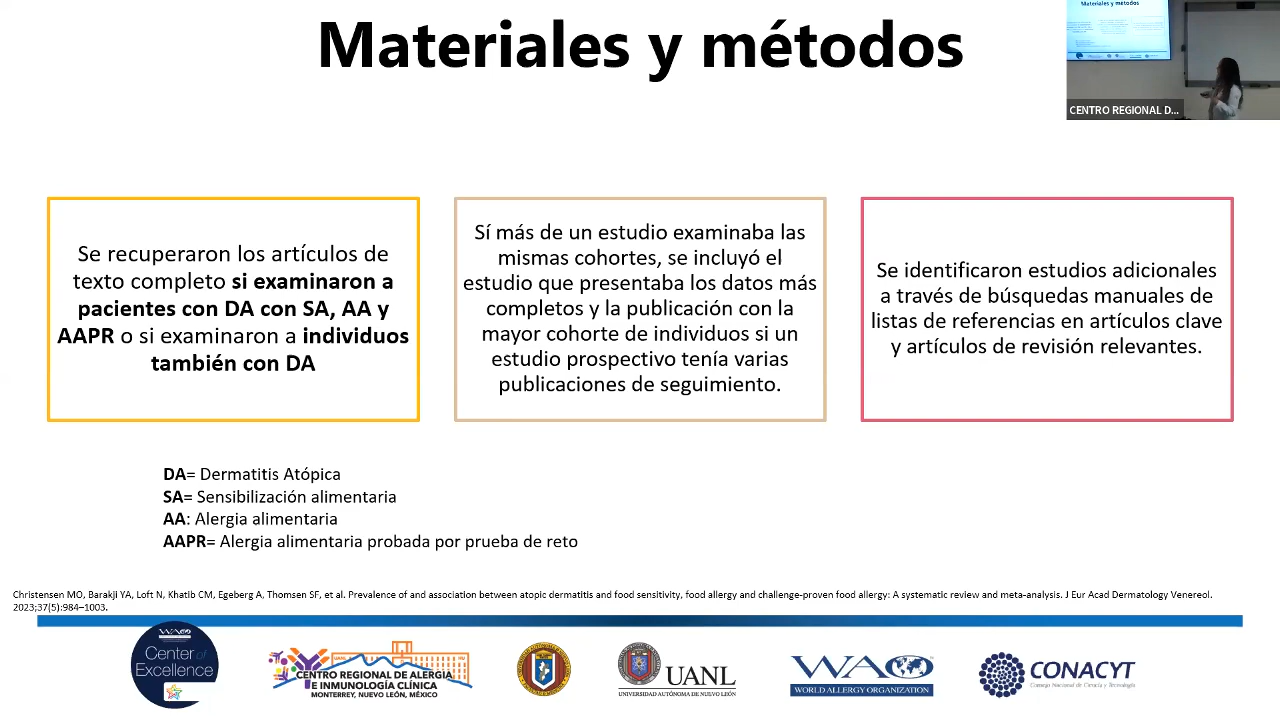 Materiales y métodos
Materiales y métodos
CENTRO REGIONAL D...
Se recuperaron los artículos de
texto completo si examinaron a
pacientes con DA con SA, AA y
AAPR o si examinaron a individuos
también con DA
Sí más de un estudio examinaba las
mismas cohortes, se incluyó el
estudio que presentaba los datos más
completos y la publicación con la
mayor cohorte de individuos si un
estudio prospectivo tenía varias
publicaciones de seguimiento.
Se identificaron estudios adicionales
a través de búsquedas manuales de
listas de referencias en artículos clave
y artículos de revisión relevantes.
DA= Dermatitis Atópica
SA= Sensibilización alimentaria
AA: Alergia alimentaria
AAPR= Alergia alimentaria probada por prueba de reto
Christensen MO, Barakji YA, Loft N, Khatib CM, Egeberg A, Thomsen SF, et al. Prevalence of and association between atopic dermatitis and food sensitivity, food allergy and challenge-proven food allergy: A systematic review and meta-analysis. J Eur Acad Dermatology Venereol.
2023;37(5):984–1003.
WAO
Center of
Excellence
UANL
CENTRO REGIONAL DE ALERGIA
E INMUNOLOGÍA CLÍNICA
MONTERREY, NUEVO LEÓN, MÉXICO
UANL
UNIVERSIDAD AUTÓNOMA DE NUEVO LEÓN
WAO
WORLD ALLERGY ORGANIZATION
CONACYT
Consejo Nacional de Ciencia y Tecnología